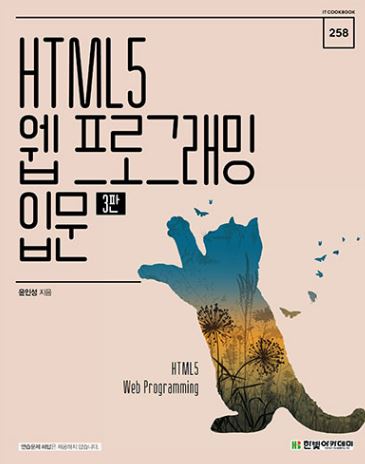 IT COOKBOOK
258
HTML5
웹 프로그래밍
입문 3판
윤인성 지음
HTML5
Web Programming
연습문제 해답은 제공하지 않습니다.
HB 한빛아카데미